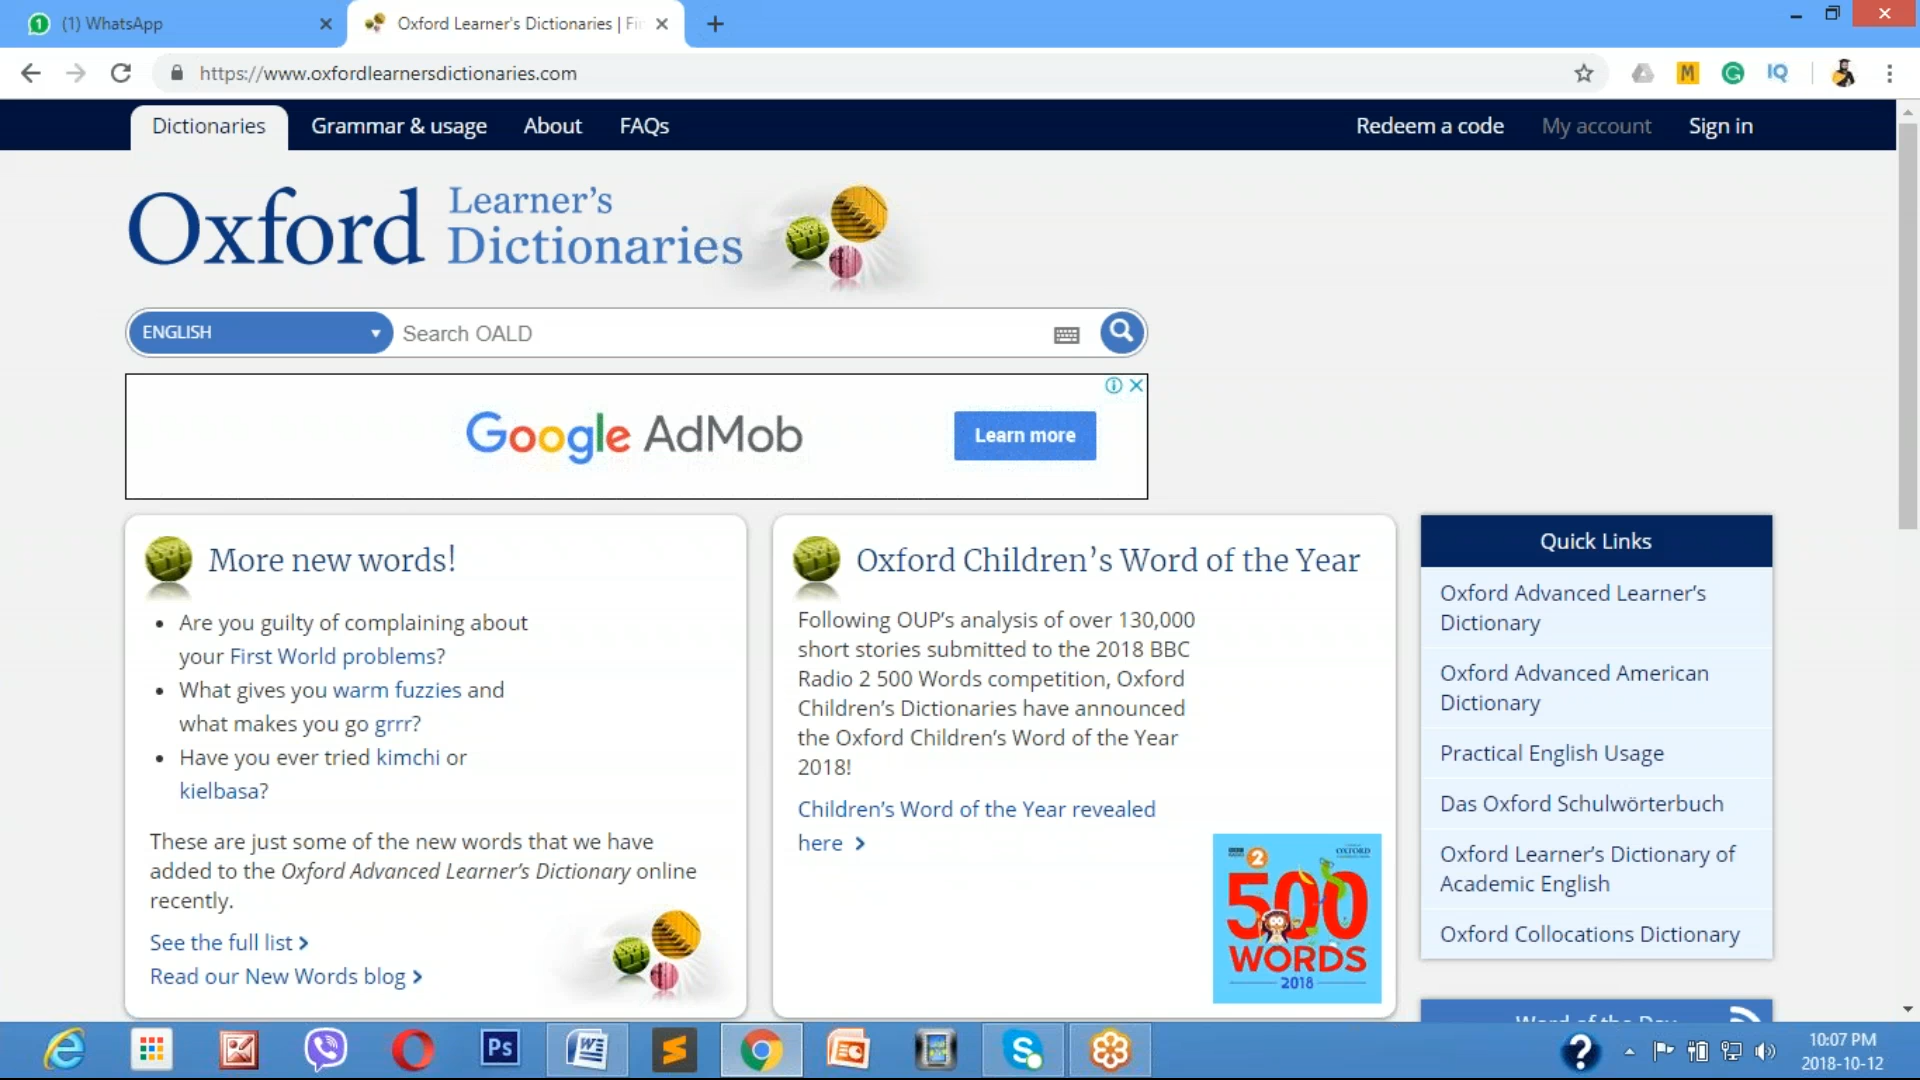 (1) WhatsApp
Oxford Learner's Dictionaries | Fi
https://www.oxfordlearnersdictionaries.com
M
IQ
Dictionaries
Grammar & usage
About
FAQs
Redeem a code
My account
Sign in
Oxford Learner's Dictionaries
ENGLISH
Search OALD
Google AdMob
Learn more
More new words!
• Are you guilty of complaining about
your First World problems?
• What gives you warm fuzzies and
what makes you go grrr?
• Have you ever tried kimchi or
kielbasa?
These are just some of the new words that we have
added to the Oxford Advanced Learner's Dictionary online
recently.
See the full list >
Read our New Words blog >
Oxford Children's Word of the Year
Following OUP's analysis of over 130,000
short stories submitted to the 2018 BBC
Radio 2 500 Words competition, Oxford
Children's Dictionaries have announced
the Oxford Children's Word of the Year
2018!
Children's Word of the Year revealed
here >
2
OXFORD
500
WORDS
2018
Quick Links
Oxford Advanced Learner's
Dictionary
Oxford Advanced American
Dictionary
Practical English Usage
Das Oxford Schulwörterbuch
Oxford Learner's Dictionary of
Academic English
Oxford Collocations Dictionary
Word of the Day
Ps
10:07 PM
2018-10-12